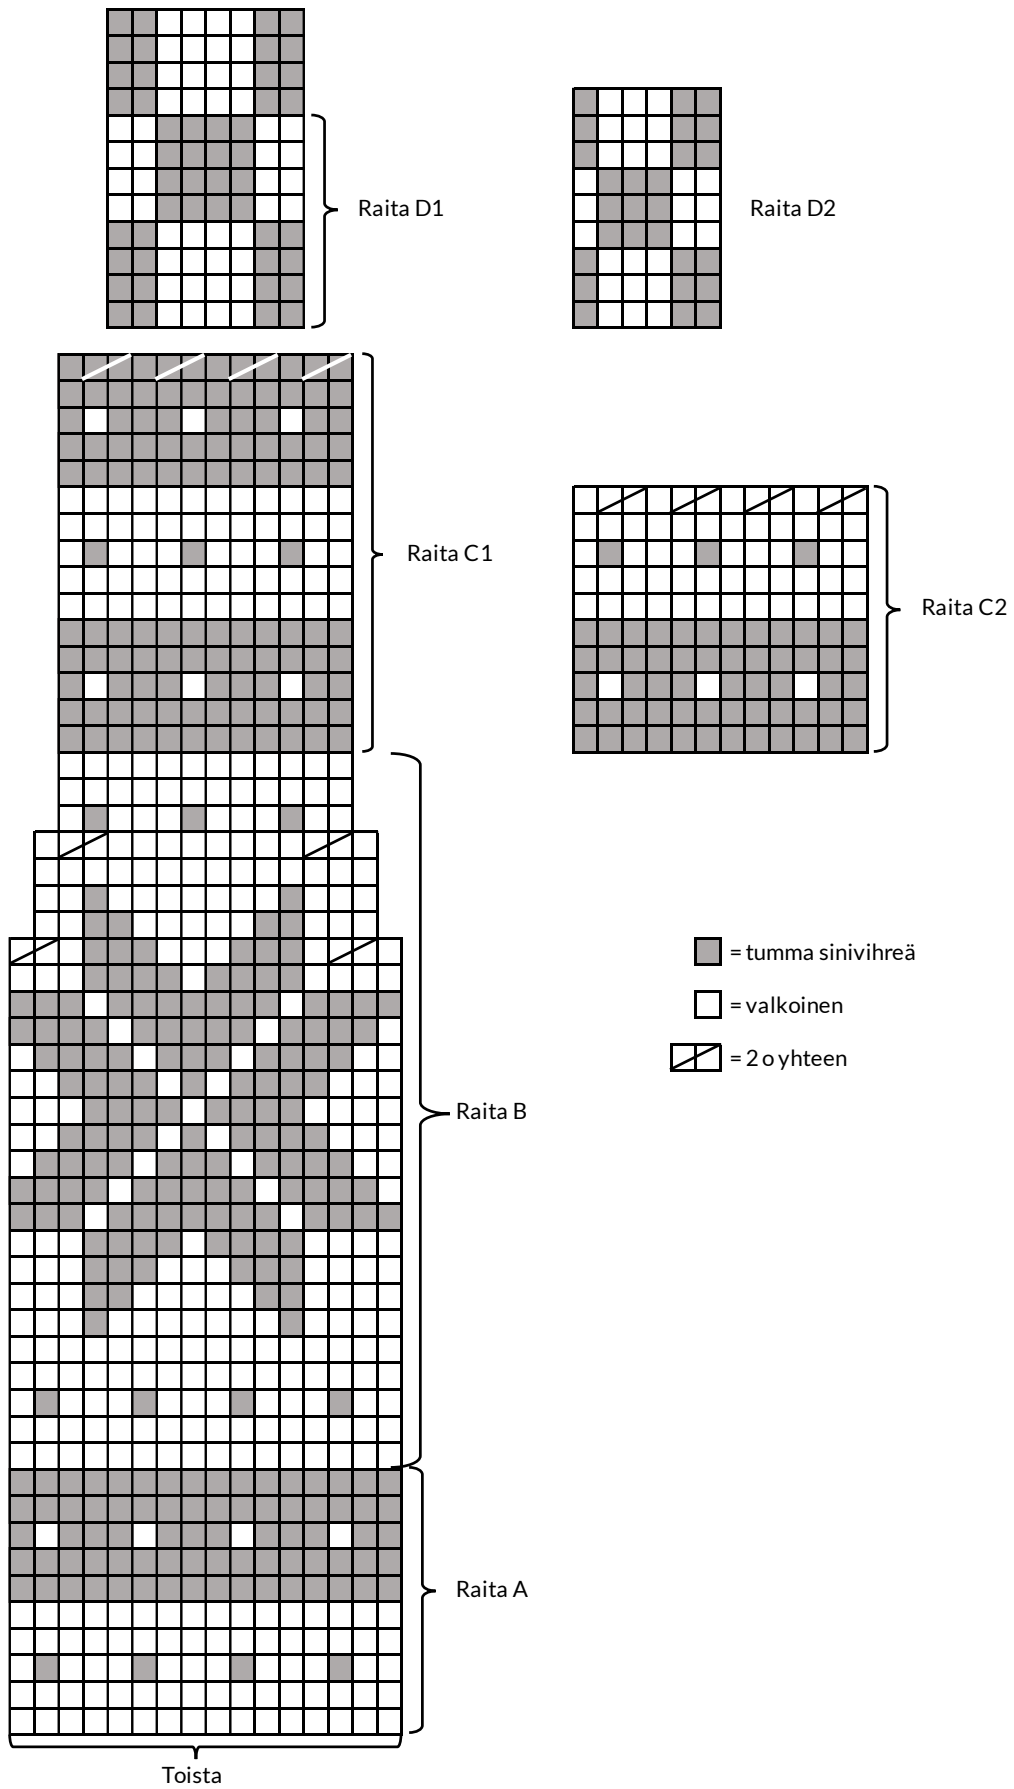 Raita D1
Raita D2
Raita C1
Raita C2
= tumma sinivihreä
= valkoinen
= 2 o yhteen
Raita B
Raita A
Toista